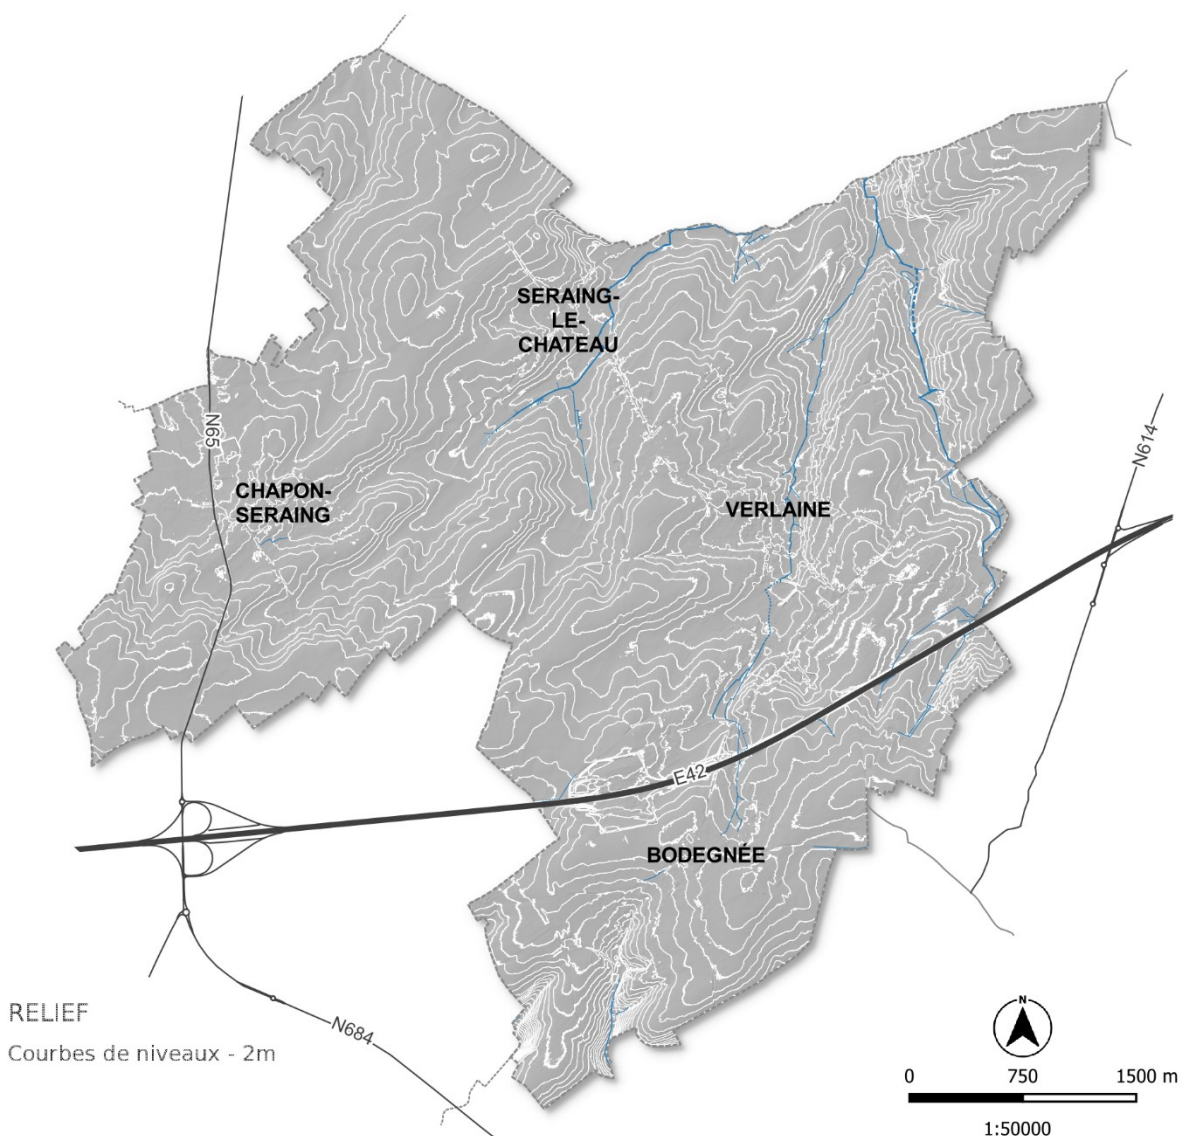 SERAING-
LE-
CHATEAU
N65
N614
CHAPON-
SERAING
VERLAINE
E42
BODEGNÉE
RELIEF
Courbes de niveaux - 2m
N684
N
0 750 1500 m
1:50000